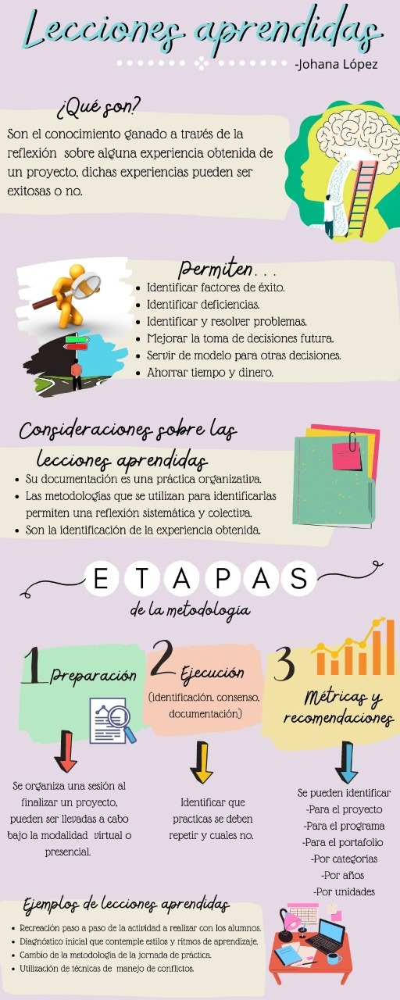 Lecciones aprendidas
-Johana López
¿Qué son?
Son el conocimiento ganado a través de la
reflexión sobre alguna experiencia obtenida de
un proyecto, dichas experiencias pueden ser
exitosas o no.
Permiten...
• Identificar factores de éxito.
• Identificar deficiencias.
• Identificar y resolver problemas.
• Mejorar la toma de decisiones futura.
• Servir de modelo para otras decisiones.
• Ahorrar tiempo y dinero.
Consideraciones sobre las
lecciones aprendidas
• Su documentación es una práctica organizativa.
• Las metodologías que se utilizan para identificarlas
permiten una reflexión sistemática y colectiva.
• Son la identificación de la experiencia obtenida.
ETAPAS
de la metodología
1 Preparación
Se organiza una sesión al
finalizar un proyecto,
pueden ser llevadas a cabo
bajo la modalidad virtual o
presencial.
2 Ejecución
(identificación, consenso,
documentación)
Identificar que
practicas se deben
repetir y cuales no.
3
Métricas y
recomendaciones
Se pueden identificar
-Para el proyecto
-Para el programa
-Para el portafolio
-Por categorías
-Por años
-Por unidades
Ejemplos de lecciones aprendidas
• Recreación paso a paso de la actividad a realizar con los alumnos.
• Diagnóstico inicial que contemple estilos y ritmos de aprendizaje.
• Cambio de la metodología de la jornada de práctica.
• Utilización de técnicas de manejo de conflictos.